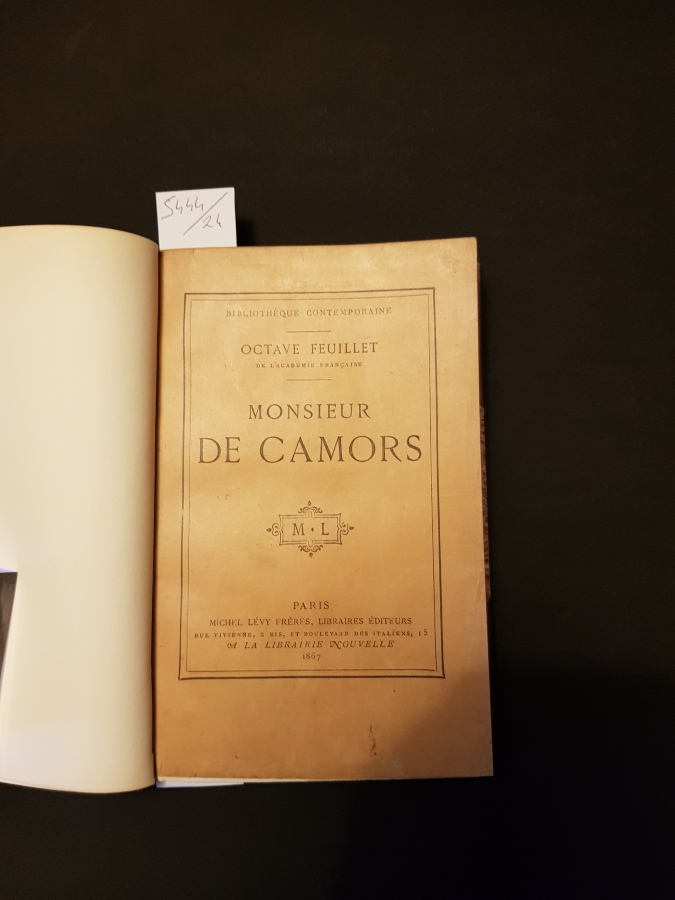 5444/24
BIBLIOTHÈQUE CONTEMPORAINE
OCTAVE FEUILLET
DE L'ACADÉMIE FRANÇAISE
MONSIEUR
DE CAMORS
M • L
PARIS
MICHEL LÉVY FRÈRES, LIBRAIRES ÉDITEURS
RUE VIVIENNE, 2 BIS, ET BOULEVARD DES ITALIENS, 15
A LA LIBRAIRIE NOUVELLE
1867